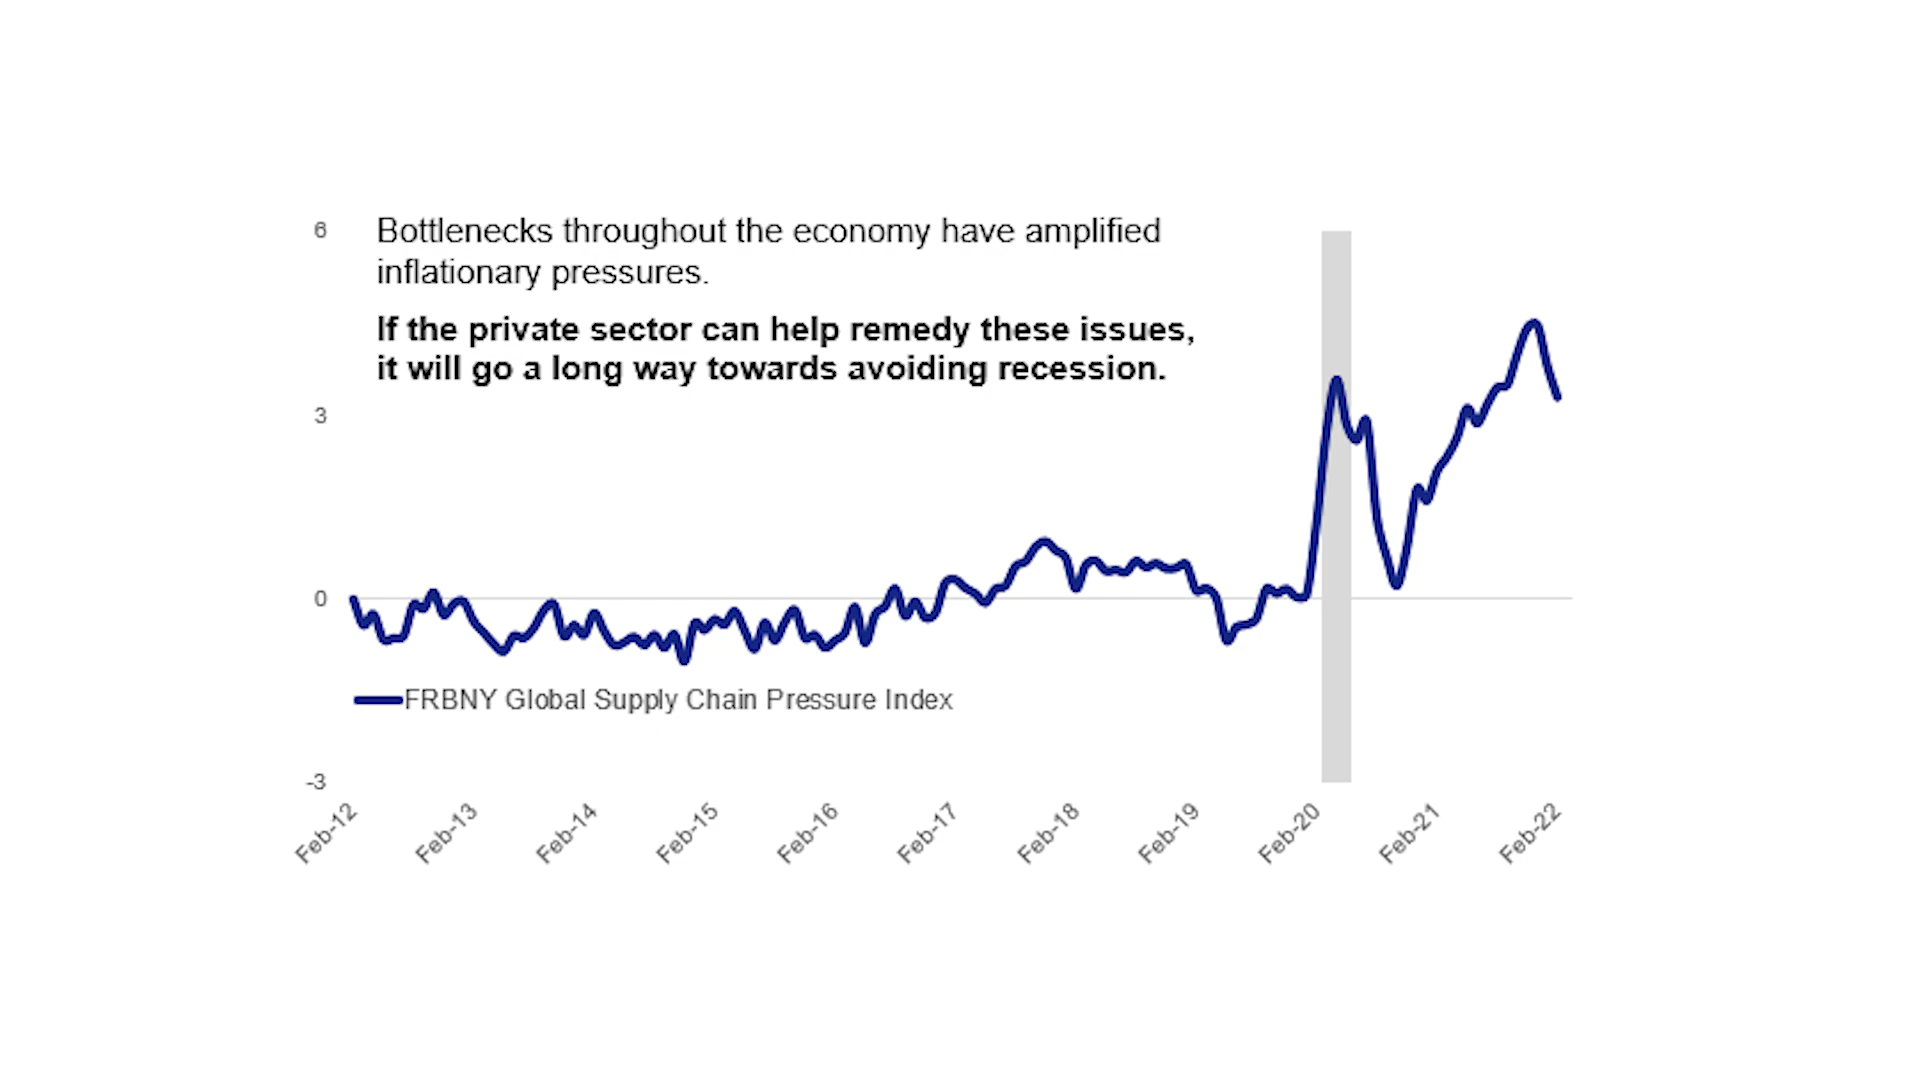 6
Bottlenecks throughout the economy have amplified
inflationary pressures.
If the private sector can help remedy these issues,
it will go a long way towards avoiding recession.
3
0
FRBNY Global Supply Chain Pressure Index
-3
Feb-12
Feb-13
Feb-14
Feb-15
Feb-16
Feb-17
Feb-18
Feb-19
Feb-20
Feb-21
Feb-22